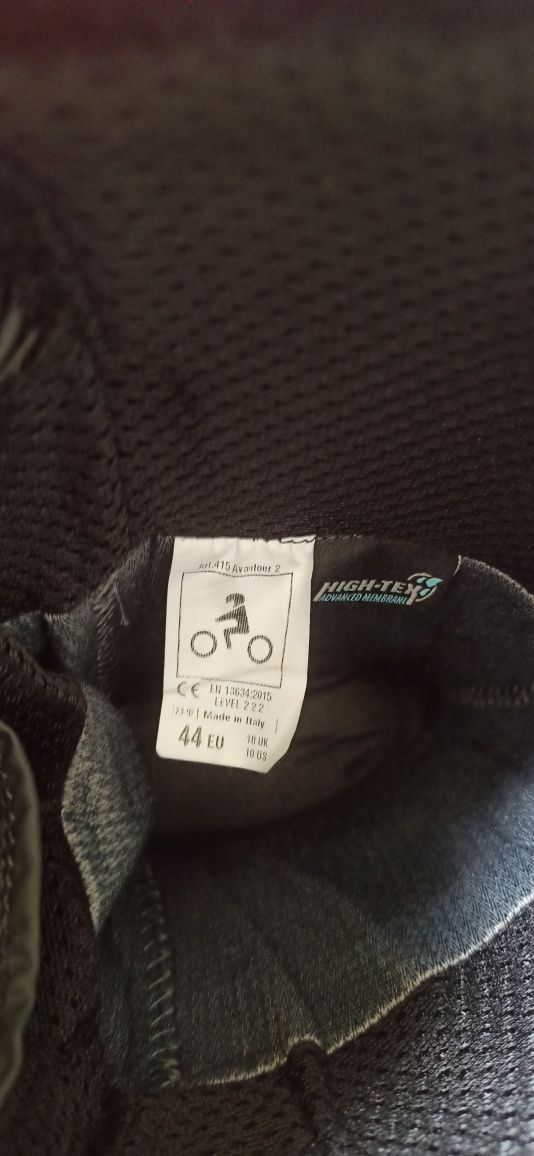 Art.415 Avantour 2
HIGH-TEX
ADVANCED MEMBRANE
CE EN 13634:2015
LEVEL 2 2 2
Made in Italy
44 EU
10 UK
10 US